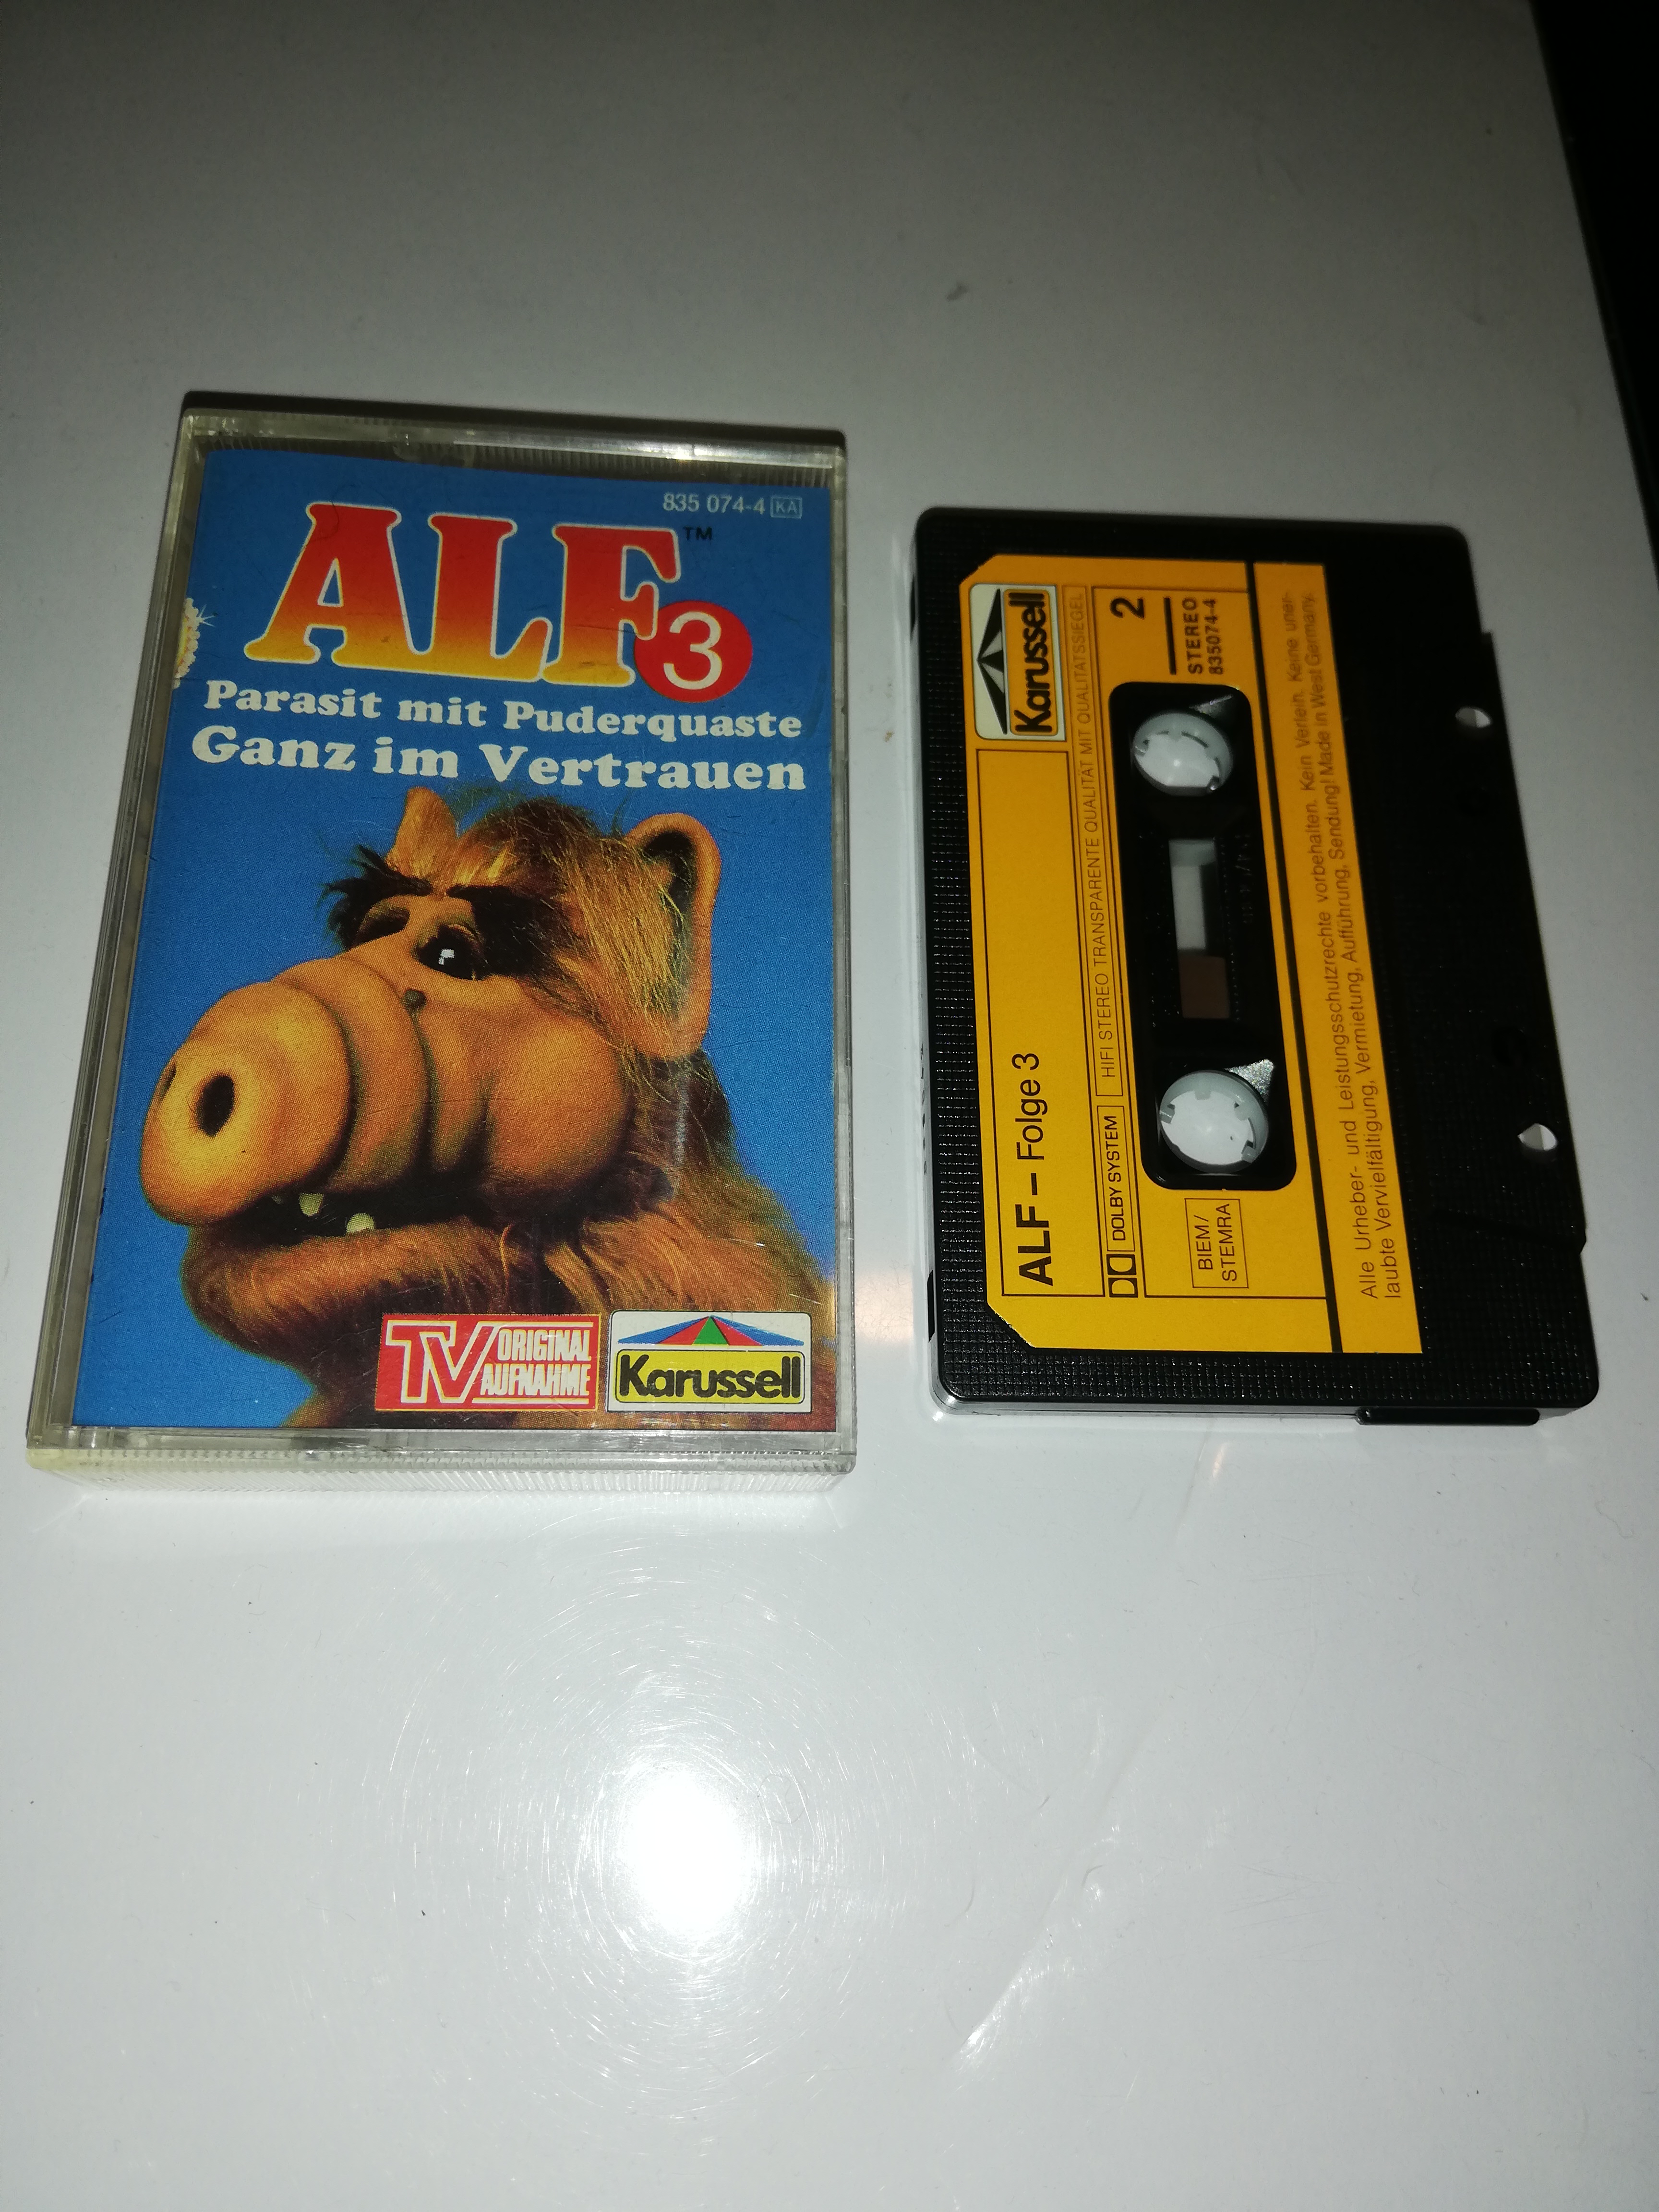 835 074-4 KA
ALF™
3
Parasit mit Puderquaste
Ganz im Vertrauen
TV ORIGINAL
AUFNAHME
Karussell
Karussell
ALF – Folge 3
DOLBY SYSTEM
HIFI STEREO TRANSPARENTE QUALITÄT MIT QUALITÄTSSIEGEL
2
STEREO
835074-4
BIEM/
STEMRA
Alle Urheber- und Leistungsschutzrechte vorbehalten. Kein Verleih. Keine uner-
laubte Vervielfältigung, Vermietung, Aufführung, Sendung! Made in West Germany.